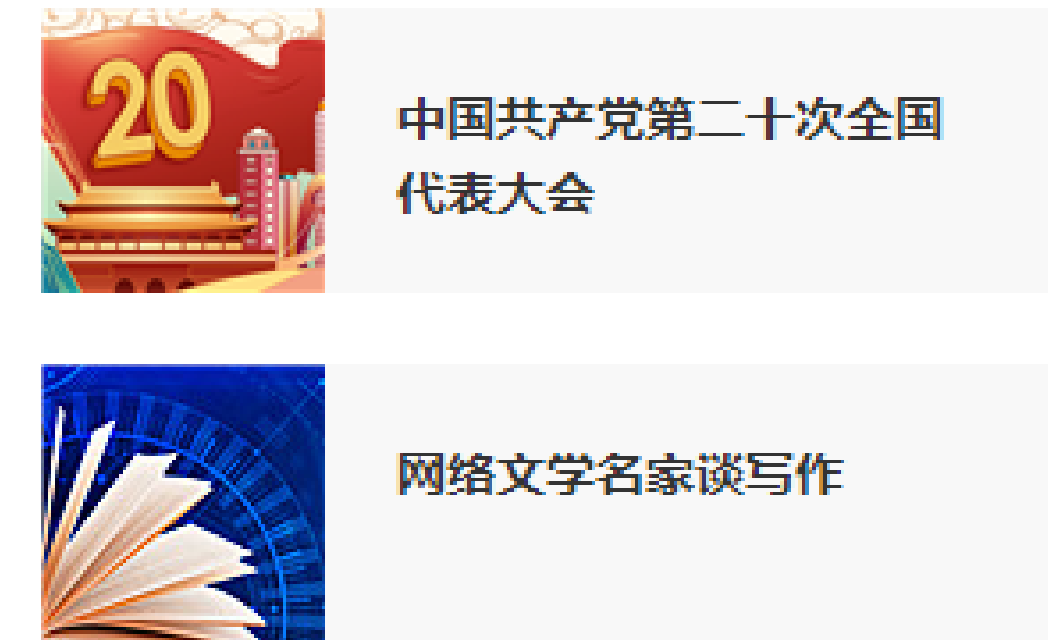 20
中国共产党第二十次全国
代表大会
网络文学名家谈写作